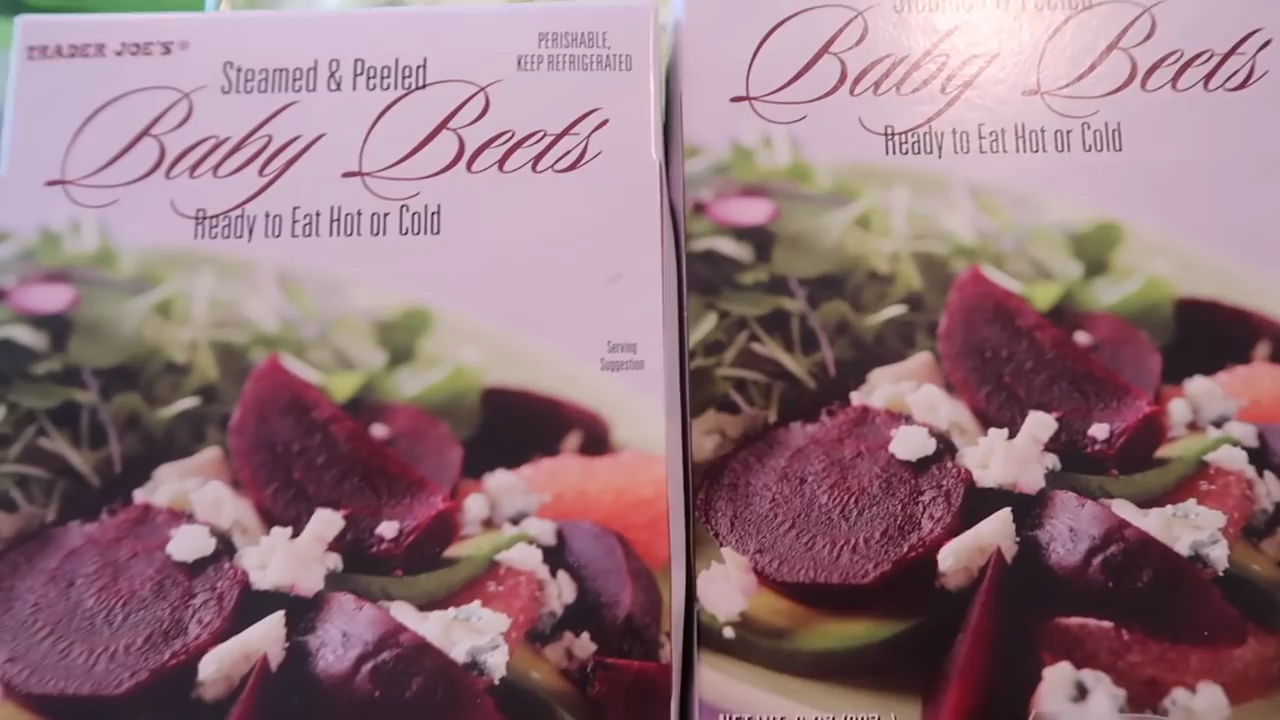 TRADER JOE'S®
PERISHABLE,
KEEP REFRIGERATED
Steamed & Peeled
Baby Beets
Ready to Eat Hot or Cold
Serving
Suggestion
Steamed & Peeled
Baby Beets
Ready to Eat Hot or Cold